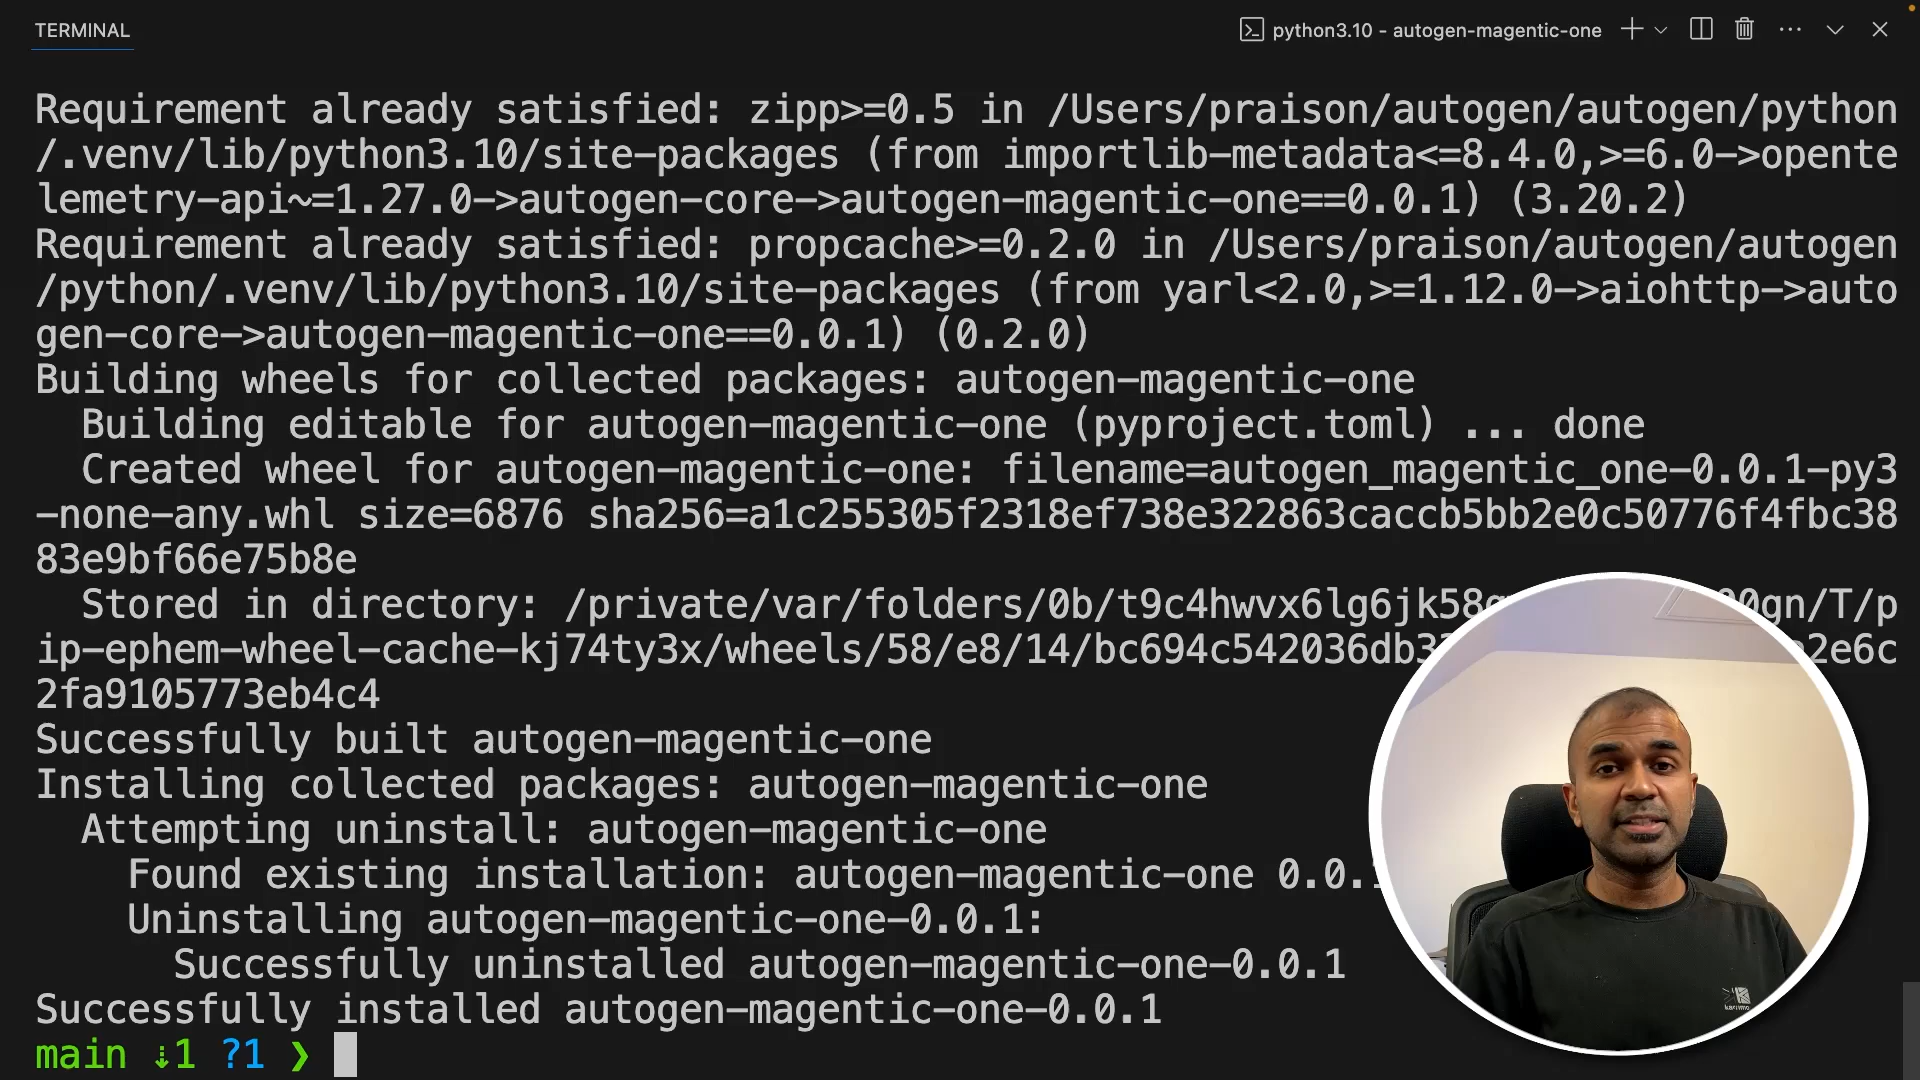 TERMINAL
python3.10 - autogen-magentic-one
Requirement already satisfied: zipp>=0.5 in /Users/praison/autogen/autogen/python
/.venv/lib/python3.10/site-packages (from importlib-metadata<=8.4.0,>=6.0->opente
lemetry-api~=1.27.0->autogen-core->autogen-magentic-one==0.0.1) (3.20.2)
Requirement already satisfied: propcache>=0.2.0 in /Users/praison/autogen/autogen
/python/.venv/lib/python3.10/site-packages (from yarl<2.0,>=1.12.0->aiohttp->auto
gen-core->autogen-magentic-one==0.0.1) (0.2.0)
Building wheels for collected packages: autogen-magentic-one
Building editable for autogen-magentic-one (pyproject.toml) ... done
Created wheel for autogen-magentic-one: filename=autogen_magentic_one-0.0.1-py3
-none-any.whl size=6876 sha256=a1c255305f2318ef738e322863caccb5bb2e0c50776f4fbc38
83e9bf66e75b8e
Stored in directory: /private/var/folders/0b/t9c4hwvx6lg6jk58 0gn/T/p
ip-ephem-wheel-cache-kj74ty3x/wheels/58/e8/14/bc694c542036db3 2e6c
2fa9105773eb4c4
Successfully built autogen-magentic-one
Installing collected packages: autogen-magentic-one
Attempting uninstall: autogen-magentic-one
Found existing installation: autogen-magentic-one 0.0.1
Uninstalling autogen-magentic-one-0.0.1:
Successfully uninstalled autogen-magentic-one-0.0.1
Successfully installed autogen-magentic-one-0.0.1
main ⇣1 ?1 ❯